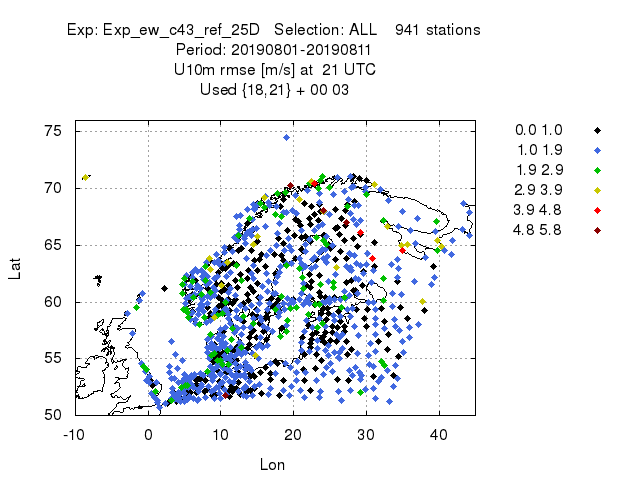 Exp: Exp_ew_c43_ref_25D Selection: ALL 941 stations
Period: 20190801-20190811
U10m rmse [m/s] at 21 UTC
Used {18,21} + 00 03
0.0 1.0
1.0 1.9
1.9 2.9
2.9 3.9
3.9 4.8
4.8 5.8
75
70
65
60
55
50
Lat
-10 0 10 20 30 40
Lon